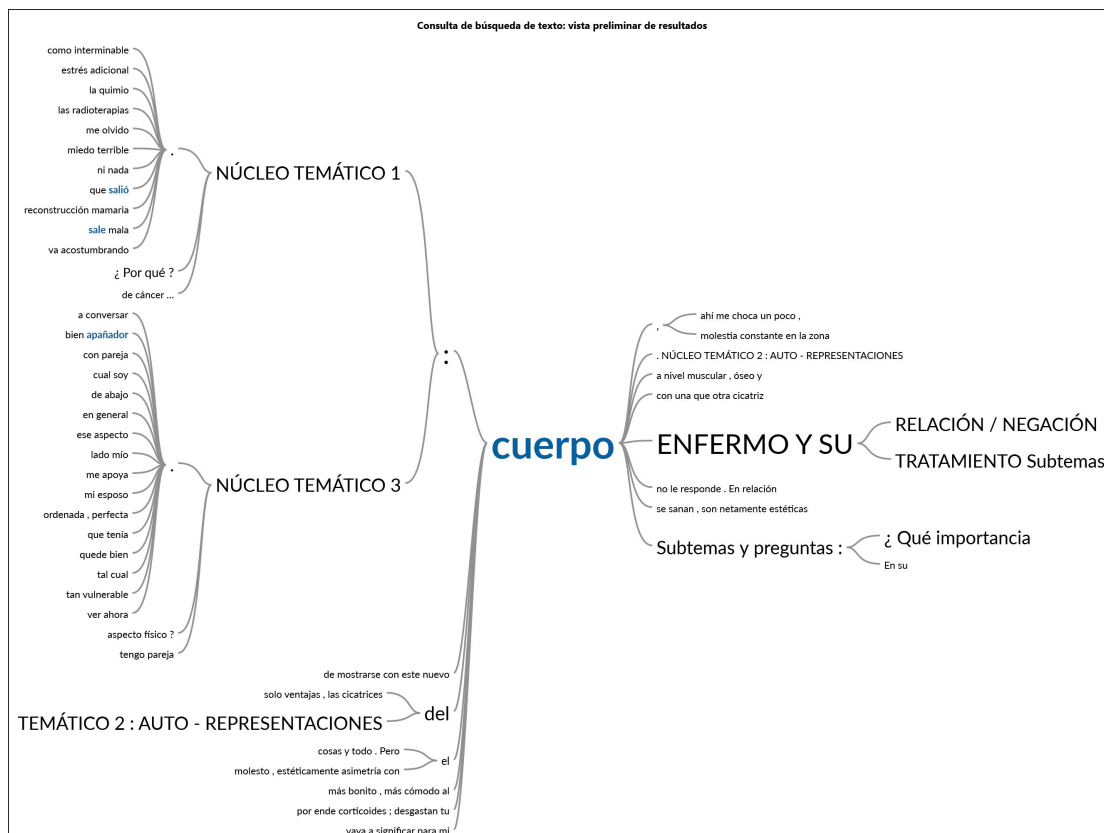 Consulta de búsqueda de texto: vista preliminar de resultados
como interminable
estrés adicional
la quimio
las radioterapias
me olvido
miedo terrible
ni nada
que salió
reconstrucción mamaria
sale mala
va acostumbrando
.
NÚCLEO TEMÁTICO 1
¿ Por qué ?
de cáncer ...
a conversar
bien apañador
con pareja
cual soy
de abajo
en general
ese aspecto
lado mío
me apoya
mi esposo
ordenada , perfecta
que tenía
quede bien
tal cual
tan vulnerable
ver ahora
.
NÚCLEO TEMÁTICO 3
aspecto físico ?
tengo pareja
:
de mostrarse con este nuevo
solo ventajas , las cicatrices
TEMÁTICO 2 : AUTO - REPRESENTACIONES
del
cosas y todo . Pero
molesto , estéticamente asimetría con
el
más bonito , más cómodo al
por ende corticoides ; desgastan tu
vaya a significar para mi
cuerpo
,
ahí me choca un poco ,
molestia constante en la zona
. NÚCLEO TEMÁTICO 2 : AUTO - REPRESENTACIONES
a nivel muscular , óseo y
con una que otra cicatriz
ENFERMO Y SU
RELACIÓN / NEGACIÓN
TRATAMIENTO Subtemas
no le responde . En relación
se sanan , son netamente estéticas
Subtemas y preguntas :
¿ Qué importancia
En su